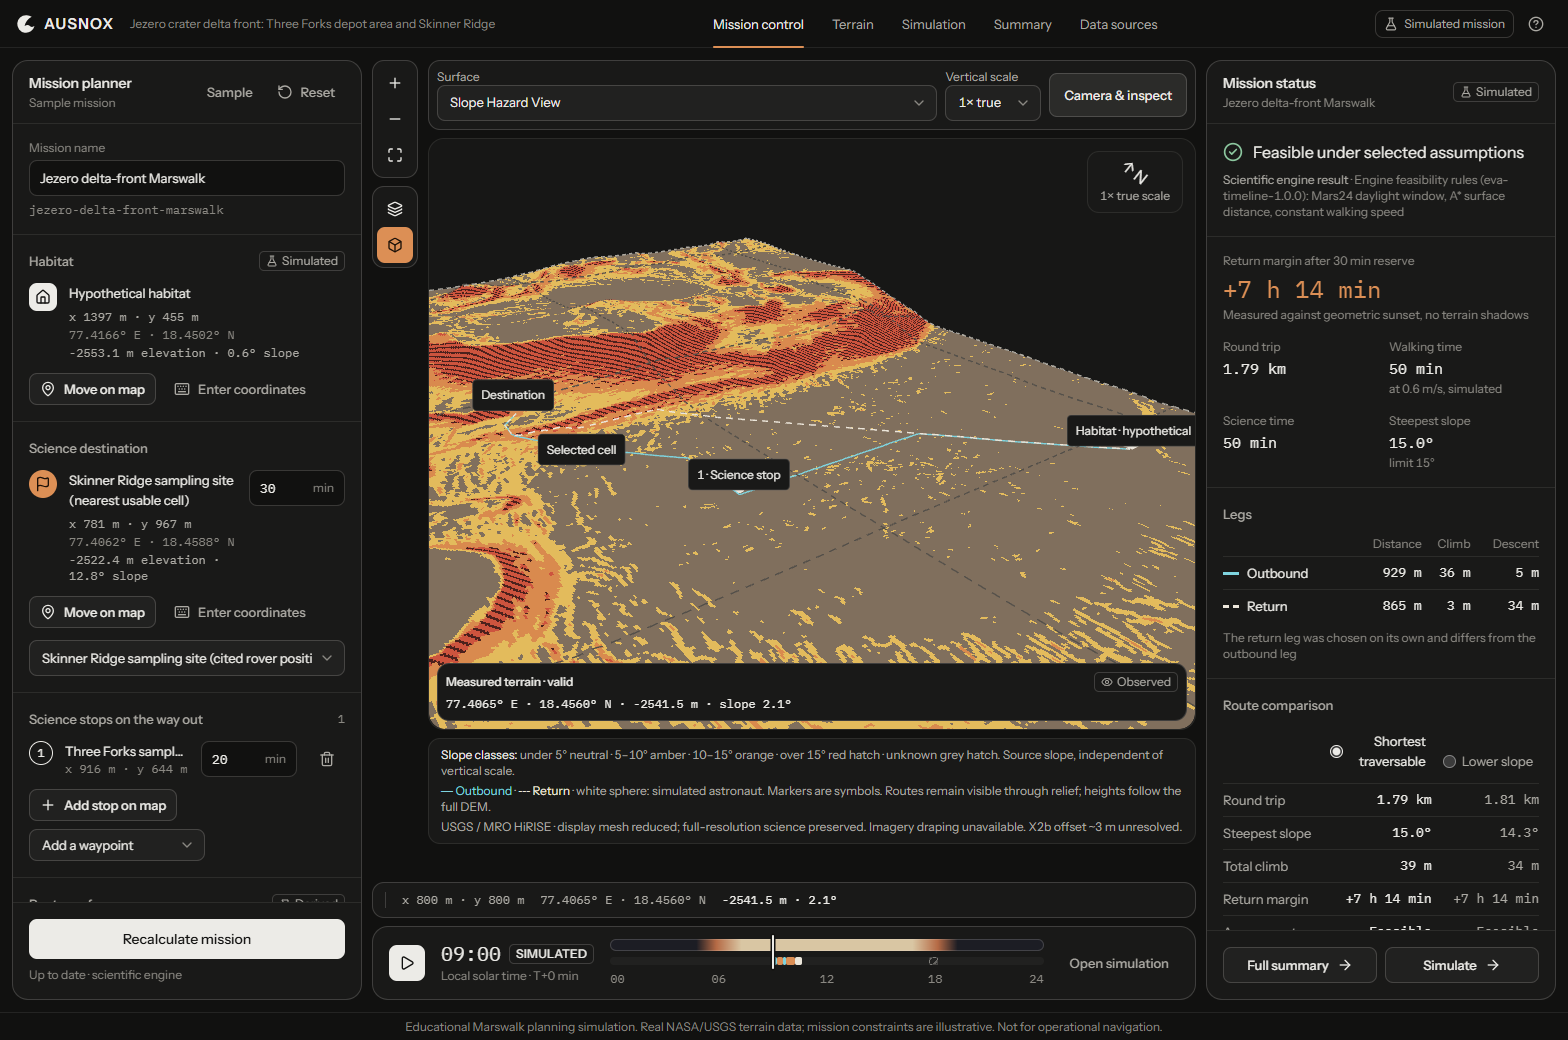 AUSNOX
Jezero crater delta front: Three Forks depot area and Skinner Ridge
Mission control
Terrain
Simulation
Summary
Data sources
Simulated mission
Mission planner
Sample mission
Sample
Reset
Mission name
Jezero delta-front Marswalk
jezero-delta-front-marswalk
Habitat
Simulated
Hypothetical habitat
x 1397 m · y 455 m
77.4166° E · 18.4502° N
-2553.1 m elevation · 0.6° slope
Move on map
Enter coordinates
Science destination
Skinner Ridge sampling site
(nearest usable cell)
30 min
x 781 m · y 967 m
77.4062° E · 18.4588° N
-2522.4 m elevation ·
12.8° slope
Move on map
Enter coordinates
Skinner Ridge sampling site (cited rover positi
Science stops on the way out
1
1
Three Forks sampl...
x 916 m · y 644 m
20 min
Add stop on map
Add a waypoint
Recalculate mission
Up to date · scientific engine
Surface
Slope Hazard View
Vertical scale
1× true
Camera & inspect
N
1× true scale
Destination
Selected cell
1 · Science stop
Habitat · hypothetical
Measured terrain · valid
Observed
77.4065° E · 18.4560° N · -2541.5 m · slope 2.1°
Slope classes: under 5° neutral · 5–10° amber · 10–15° orange · over 15° red hatch · unknown grey hatch. Source slope, independent of
vertical scale.
— Outbound · --- Return · white sphere: simulated astronaut. Markers are symbols. Routes remain visible through relief; heights follow the
full DEM.
USGS / MRO HiRISE · display mesh reduced; full-resolution science preserved. Imagery draping unavailable. X2b offset ~3 m unresolved.
x 800 m · y 800 m 77.4065° E · 18.4560° N -2541.5 m · 2.1°
09:00 SIMULATED
Local solar time · T+0 min
00 06 12 18 24
Open simulation
Mission status
Jezero delta-front Marswalk
Simulated
Feasible under selected assumptions
Scientific engine result · Engine feasibility rules (eva-
timeline-1.0.0): Mars24 daylight window, A* surface
distance, constant walking speed
Return margin after 30 min reserve
+7 h 14 min
Measured against geometric sunset, no terrain shadows
Round trip
1.79 km
Walking time
50 min
at 0.6 m/s, simulated
Science time
50 min
Steepest slope
15.0°
limit 15°
Legs
Distance Climb Descent
Outbound 929 m 36 m 5 m
Return 865 m 3 m 34 m
The return leg was chosen on its own and differs from the
outbound leg
Route comparison
Shortest
traversable
Lower slope
Round trip 1.79 km 1.81 km
Steepest slope 15.0° 14.3°
Total climb 39 m 34 m
Return margin +7 h 14 min +7 h 14 min
Full summary
Simulate
Educational Marswalk planning simulation. Real NASA/USGS terrain data; mission constraints are illustrative. Not for operational navigation.